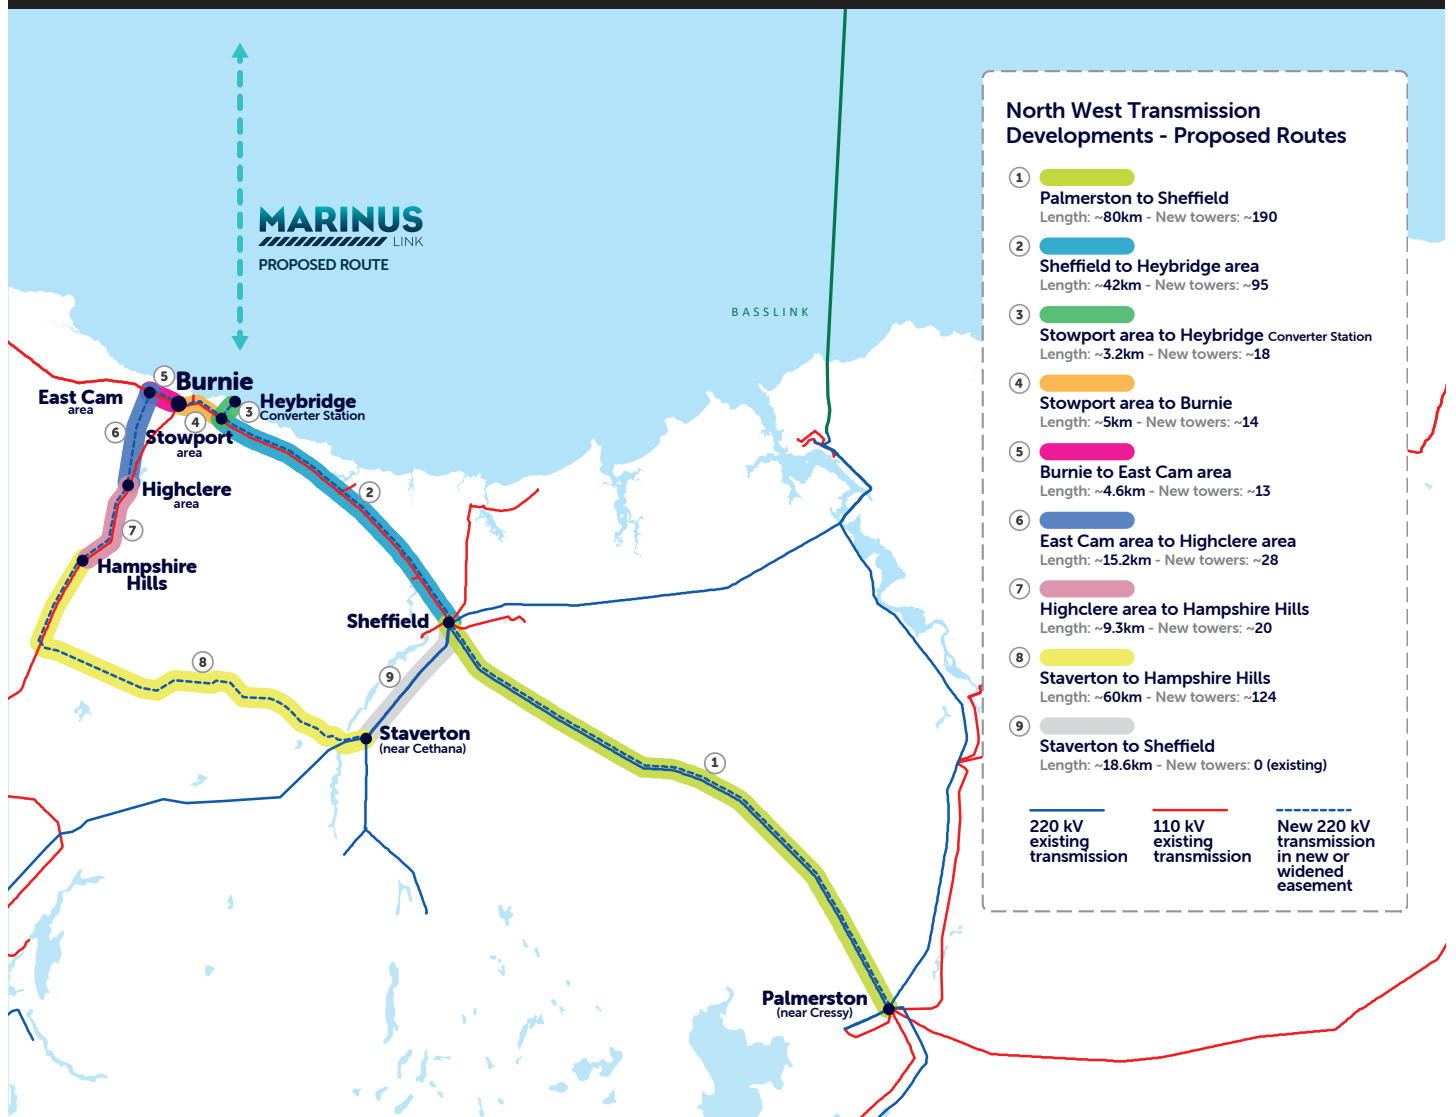 MARINUS
LINK
PROPOSED ROUTE
BASSLINK
5
Burnie
East Cam
area
Heybridge
Converter Station
3
4
6
Stowport
area
Highclere
area
2
7
Hampshire
Hills
Sheffield
8
9
Staverton
(near Cethana)
1
Palmerston
(near Cressy)
North West Transmission
Developments - Proposed Routes
1
Palmerston to Sheffield
Length: ~80km - New towers: ~190
2
Sheffield to Heybridge area
Length: ~42km - New towers: ~95
3
Stowport area to Heybridge Converter Station
Length: ~3.2km - New towers: ~18
4
Stowport area to Burnie
Length: ~5km - New towers: ~14
5
Burnie to East Cam area
Length: ~4.6km - New towers: ~13
6
East Cam area to Highclere area
Length: ~15.2km - New towers: ~28
7
Highclere area to Hampshire Hills
Length: ~9.3km - New towers: ~20
8
Staverton to Hampshire Hills
Length: ~60km - New towers: ~124
9
Staverton to Sheffield
Length: ~18.6km - New towers: 0 (existing)
220 kV
existing
transmission
110 kV
existing
transmission
New 220 kV
transmission
in new or
widened
easement